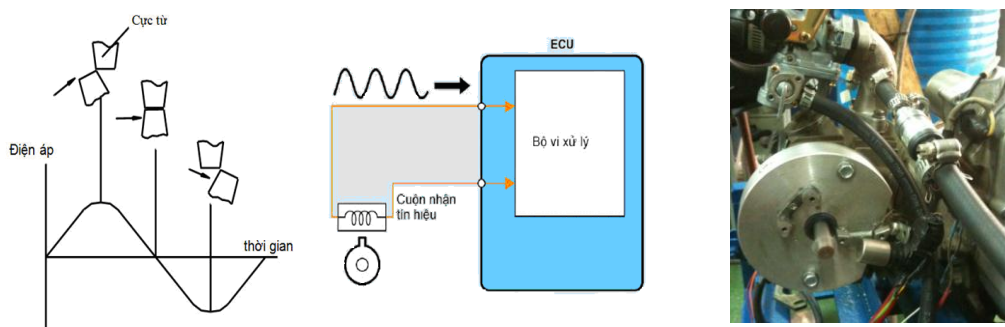 Cực từ
Điện áp
thời gian
ECU
Bộ vi xử lý
Cuộn nhận
tín hiệu